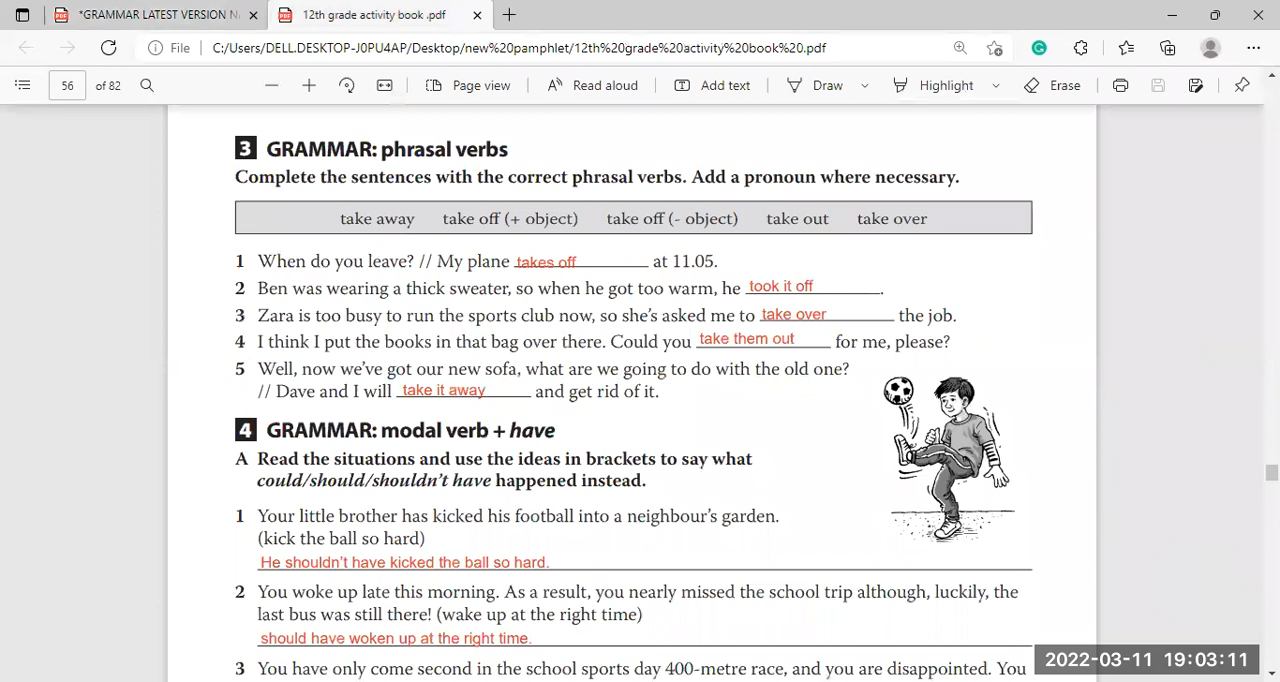 *GRAMMAR LATEST VERSION N
12th grade activity book .pdf
File
C:/Users/DELL.DESKTOP-J0PU4AP/Desktop/new%20pamphlet/12th%20grade%20activity%20book%20.pdf
56 of 82
Page view
Read aloud
Add text
Draw
Highlight
Erase
3 GRAMMAR: phrasal verbs
Complete the sentences with the correct phrasal verbs. Add a pronoun where necessary.
take away take off (+ object) take off (- object) take out take over
1 When do you leave? // My plane takes off at 11.05.
2 Ben was wearing a thick sweater, so when he got too warm, he took it off.
3 Zara is too busy to run the sports club now, so she's asked me to take over the job.
4 I think I put the books in that bag over there. Could you take them out for me, please?
5 Well, now we've got our new sofa, what are we going to do with the old one?
// Dave and I will take it away and get rid of it.
4 GRAMMAR: modal verb + have
A Read the situations and use the ideas in brackets to say what
could/should/shouldn't have happened instead.
1 Your little brother has kicked his football into a neighbour's garden.
(kick the ball so hard)
He shouldn't have kicked the ball so hard.
2 You woke up late this morning. As a result, you nearly missed the school trip although, luckily, the
last bus was still there! (wake up at the right time)
should have woken up at the right time.
3 You have only come second in the school sports day 400-metre race, and you are disappointed. You
2022-03-11 19:03:11